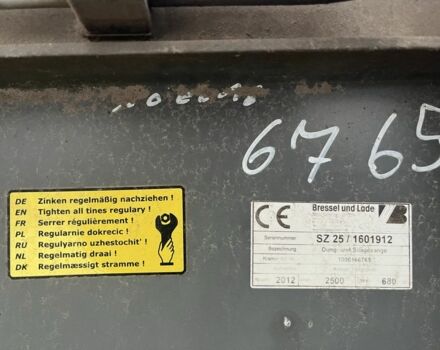 6765
DE Zinken regelmäßig nachziehen !
EN Tighten all tines regulary !
FR Serrer régulièrement !
PL Regularnie dokrecic !
RU Regulyarno uzhestochit' !
NL Regelmatig draai !
DK Regelmæssigt stramme !
CE Bressel und Lade
Seriennummer SZ 25 / 1601912
Bezeichnung Dung- und Silagezange
2012 2500 680